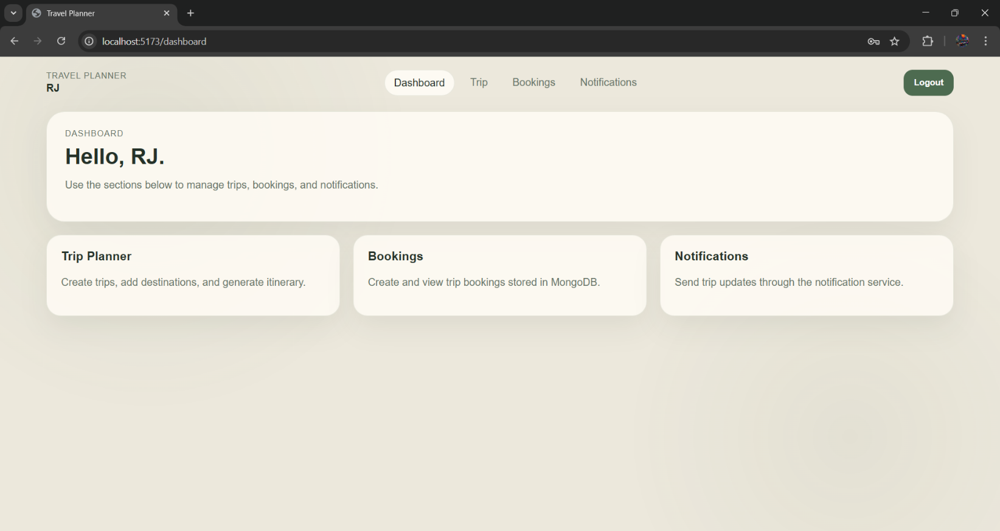 Travel Planner
localhost:5173/dashboard
TRAVEL PLANNER
RJ
Dashboard
Trip
Bookings
Notifications
Logout
DASHBOARD
Hello, RJ.
Use the sections below to manage trips, bookings, and notifications.
Trip Planner
Create trips, add destinations, and generate itinerary.
Bookings
Create and view trip bookings stored in MongoDB.
Notifications
Send trip updates through the notification service.